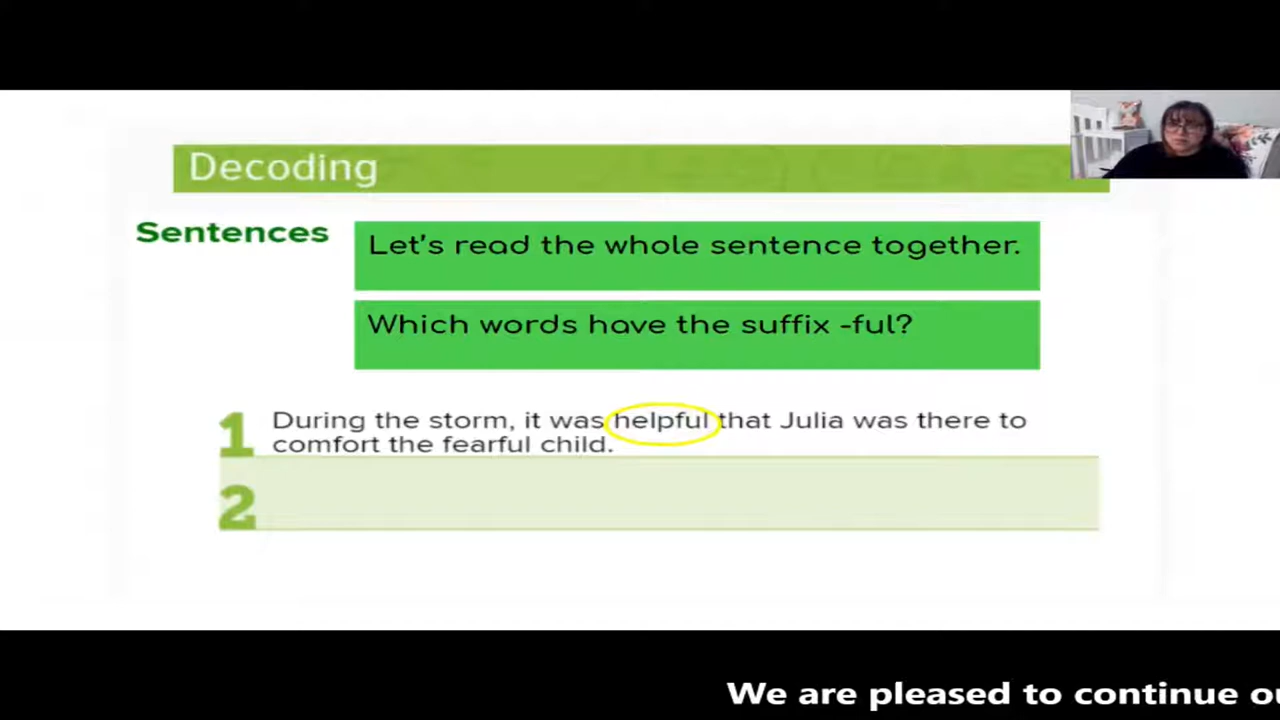 Decoding
Sentences
Let's read the whole sentence together.
Which words have the suffix -ful?
1 During the storm, it was helpful that Julia was there to
comfort the fearful child.
2
We are pleased to continue